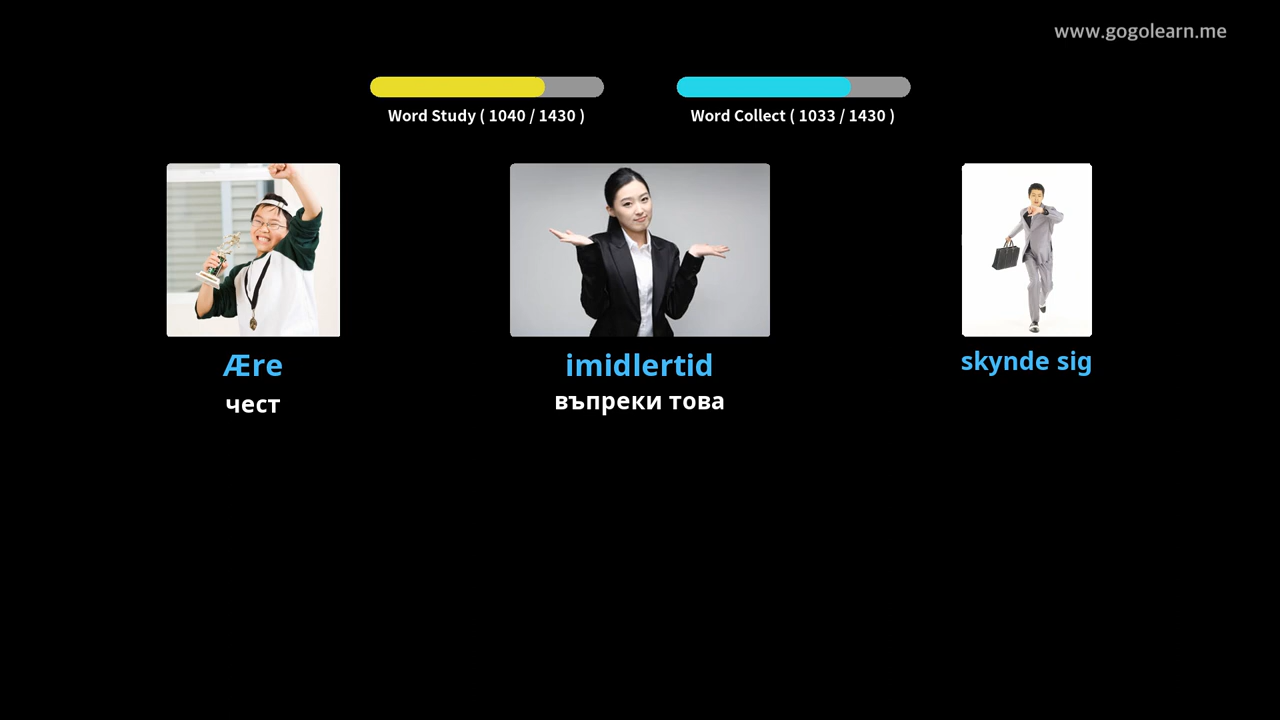 www.gogolearn.me
Word Study ( 1040 / 1430 )
Word Collect ( 1033 / 1430 )
Ære
imidlertid
skynde sig
чест
въпреки това